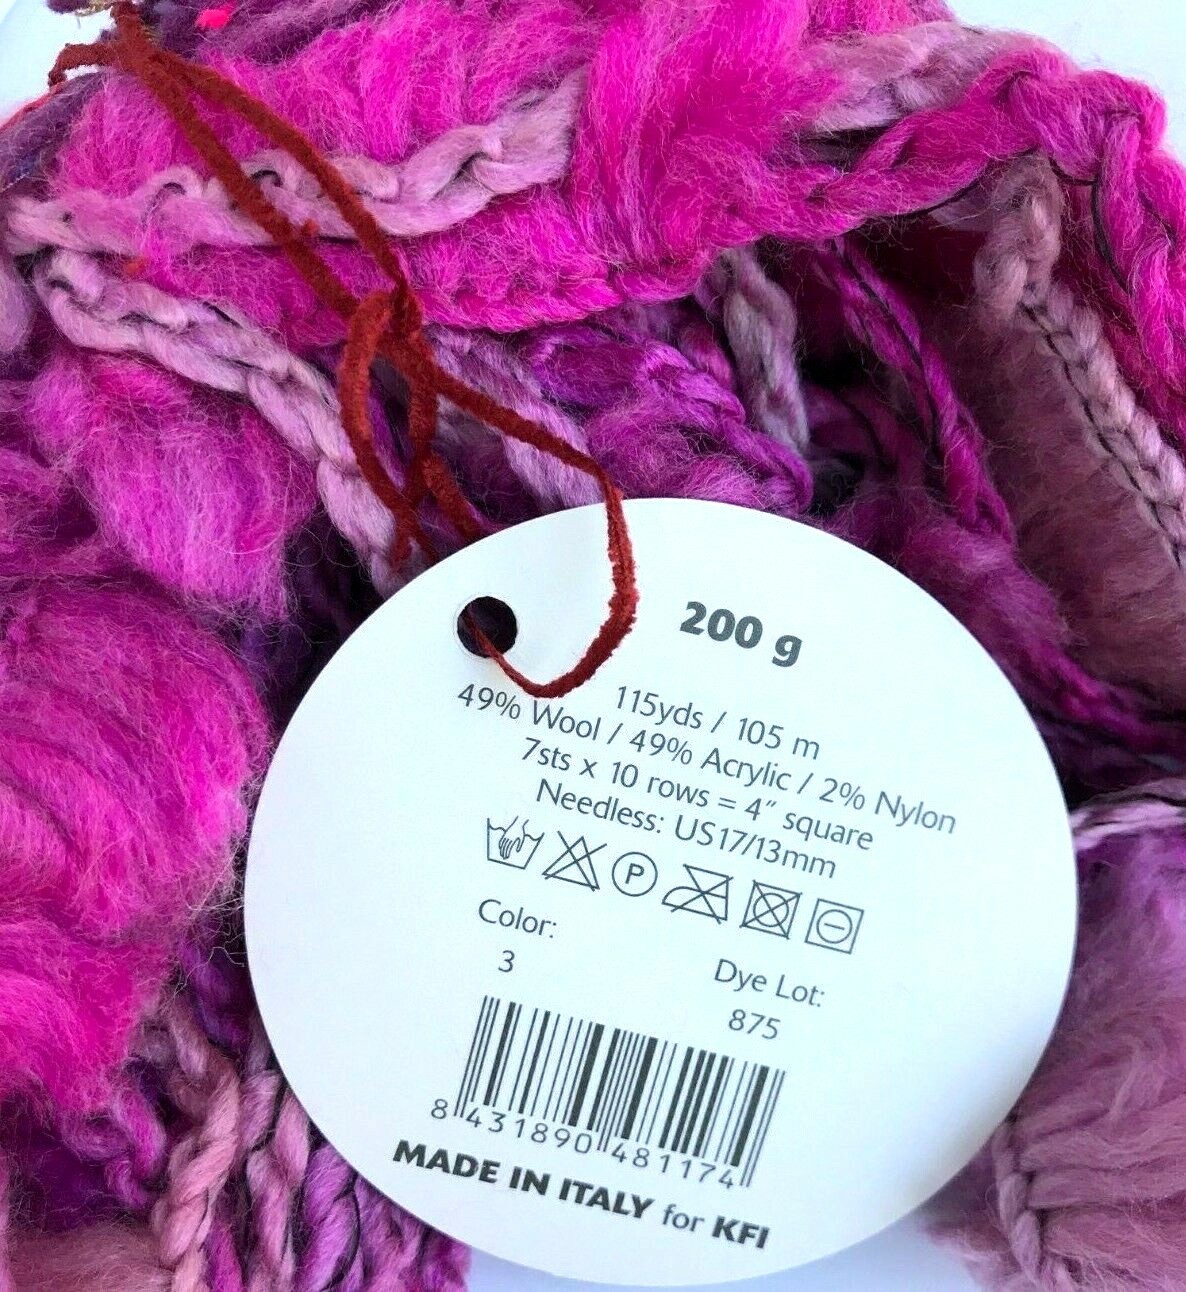 200 g
115yds / 105 m
49% Wool / 49% Acrylic / 2% Nylon
7sts x 10 rows = 4" square
Needless: US17/13mm
P
Color:
3
Dye Lot:
875
8 431890 481174
MADE IN ITALY for KFI